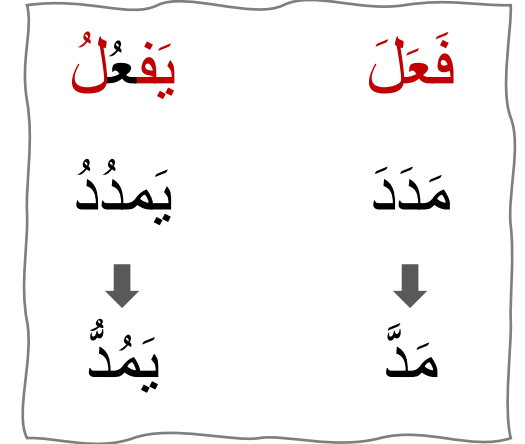 فَعَلَ يَفعُلُ
مَدَدَ يَمدُدُ
مَدَّ يَمُدُّ